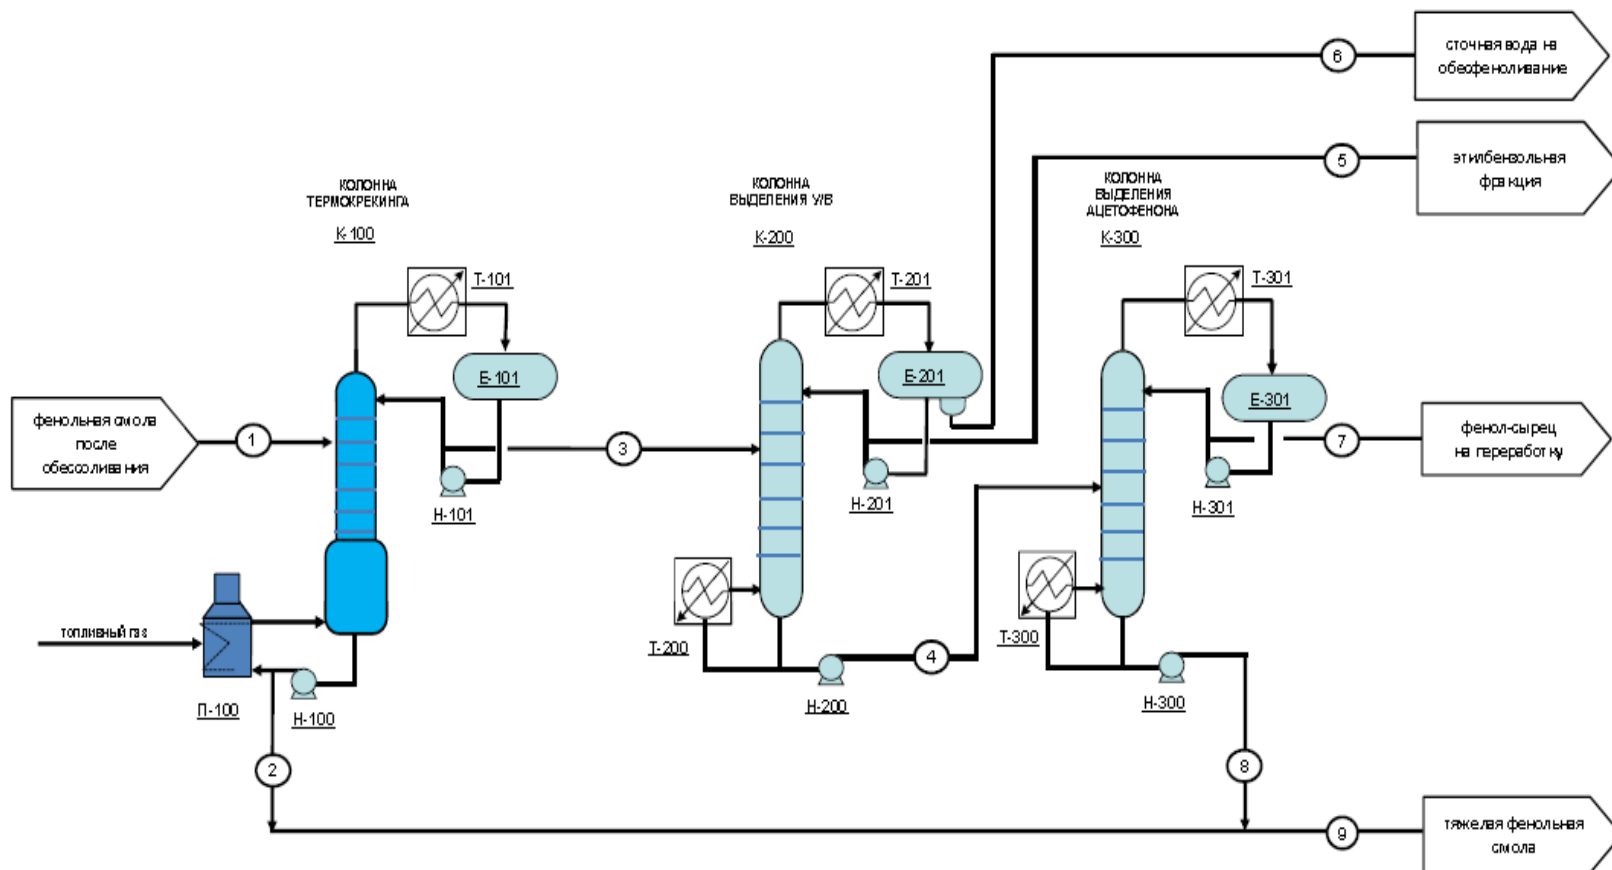 6
сточная вода на
обесфеноливание
5
этилбензольная
фракция
КОЛОННА
ТЕРМОКРЕКИНГА
К-100
КОЛОННА
ВЫДЕЛЕНИЯ У/В
К-200
КОЛОННА
ВЫДЕЛЕНИЯ
АЦЕТОФЕНОНА
К-300
Т-101
Т-201
Т-301
Е-101
Е-201
Е-301
фенольная смола
после
обессоливания
1
3
7
фенол-сырец
на переработку
Н-101
Н-201
Н-301
топливный газ
Т-200
4
Т-300
П-100
Н-100
Н-200
Н-300
2
8
9
тяжелая фенольная
смола